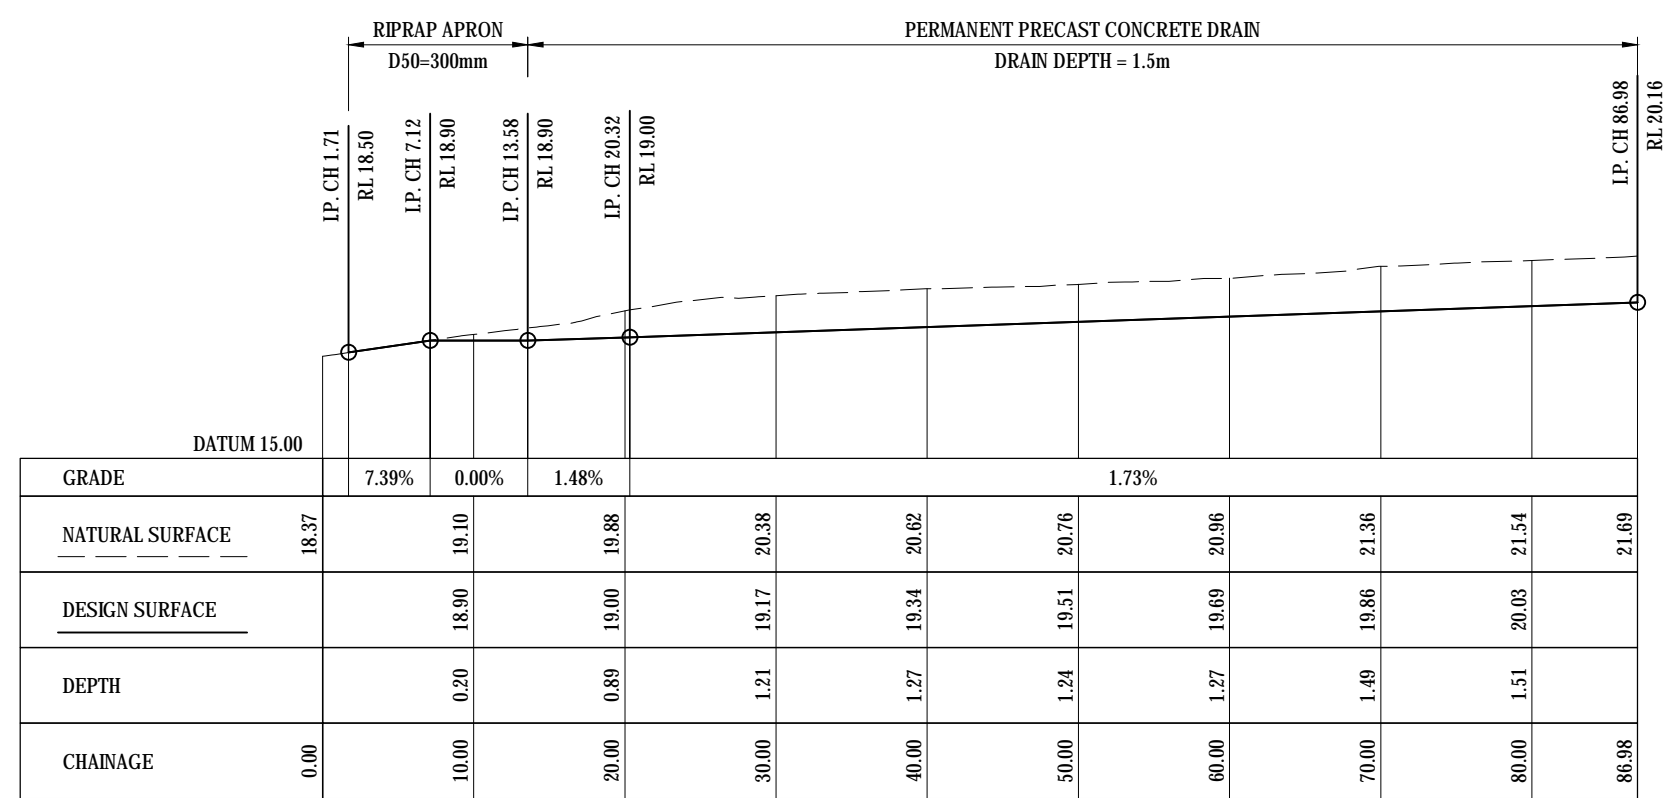 RIPRAP APRON
D50=300mm
PERMANENT PRECAST CONCRETE DRAIN
DRAIN DEPTH = 1.5m
I.P. CH 1.71
RL 18.50
I.P. CH 7.12
RL 18.90
I.P. CH 13.58
RL 18.90
I.P. CH 20.32
RL 19.00
I.P. CH 86.98
RL 20.16
DATUM 15.00
GRADE 7.39% 0.00% 1.48% 1.73%
NATURAL SURFACE 18.37 19.10 19.88 20.38 20.62 20.76 20.96 21.36 21.54 21.69
DESIGN SURFACE 18.90 19.00 19.17 19.34 19.51 19.69 19.86 20.03
DEPTH 0.20 0.89 1.21 1.27 1.24 1.27 1.49 1.51
CHAINAGE 0.00 10.00 20.00 30.00 40.00 50.00 60.00 70.00 80.00 86.98